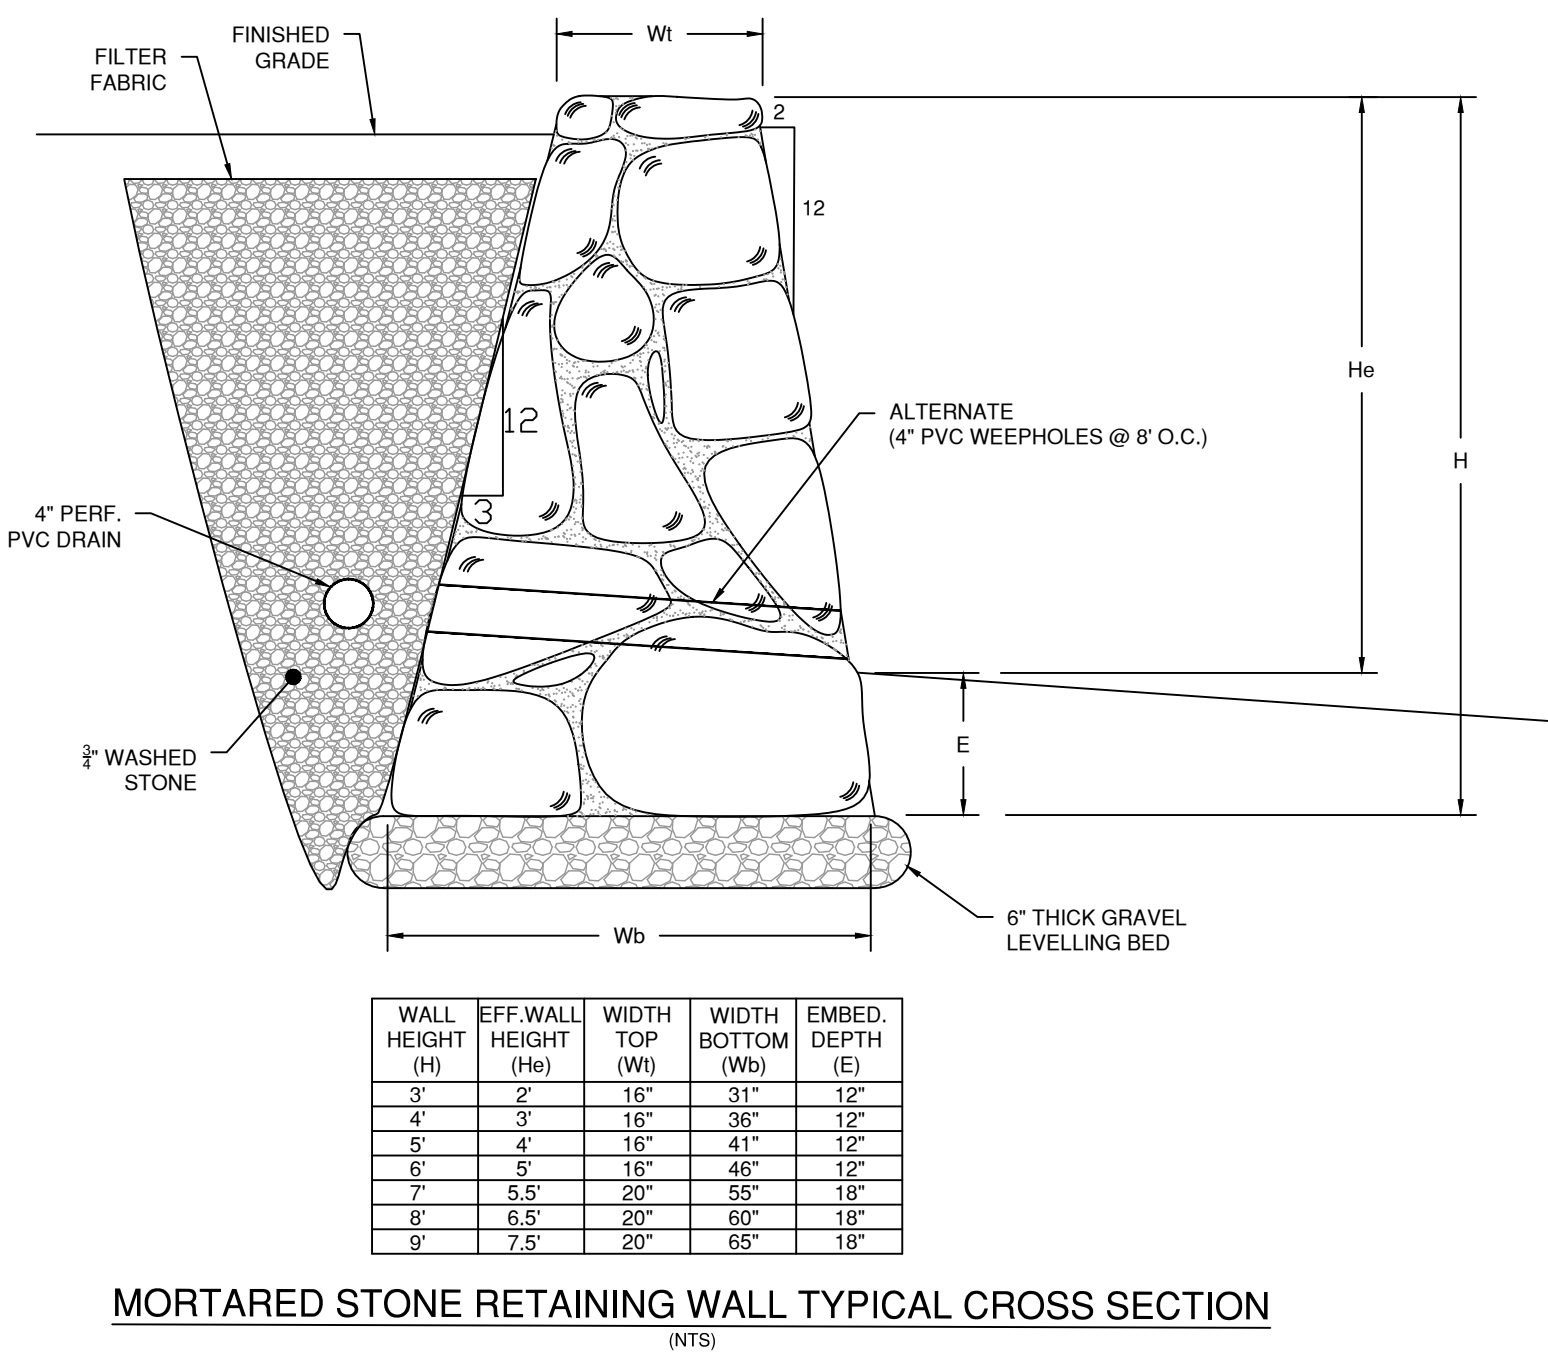 FINISHED
GRADE
FILTER
FABRIC
Wt
2
12
He
H
ALTERNATE
(4" PVC WEEPHOLES @ 8' O.C.)
12
3
4" PERF.
PVC DRAIN
E
3/4" WASHED
STONE
6" THICK GRAVEL
LEVELLING BED
Wb
WALL HEIGHT (H) EFF.WALL HEIGHT (He) WIDTH TOP (Wt) WIDTH BOTTOM (Wb) EMBED. DEPTH (E)
3' 2' 16" 31" 12"
4' 3' 16" 36" 12"
5' 4' 16" 41" 12"
6' 5' 16" 46" 12"
7' 5.5' 20" 55" 18"
8' 6.5' 20" 60" 18"
9' 7.5' 20" 65" 18"
MORTARED STONE RETAINING WALL TYPICAL CROSS SECTION
(NTS)